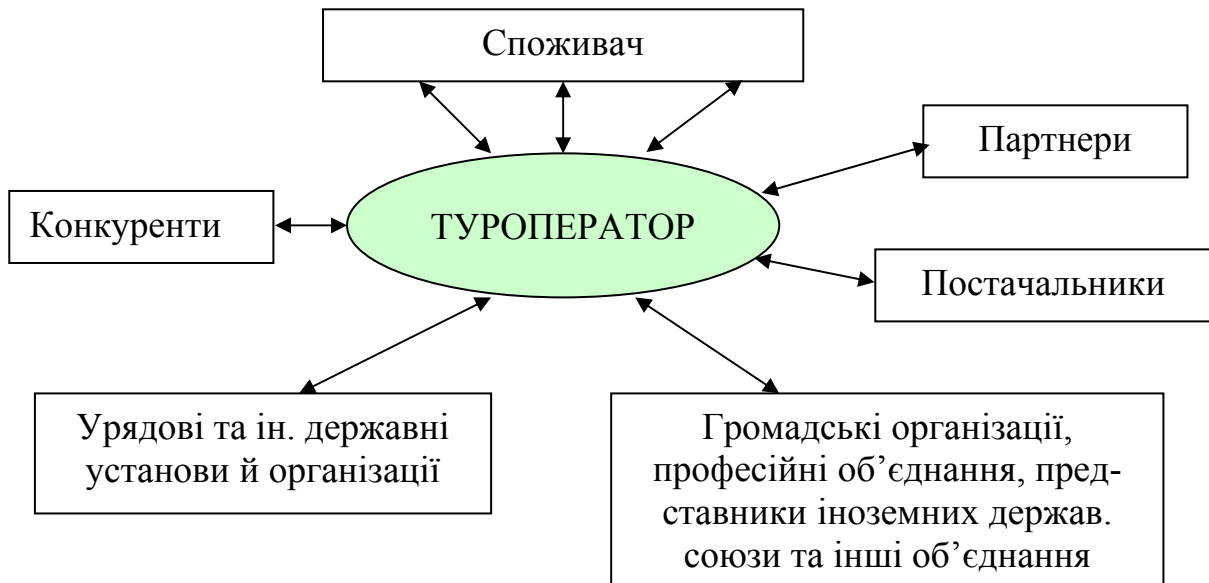 Споживач
Партнери
Конкуренти
ТУРОПЕРАТОР
Постачальники
Урядові та ін. державні
установи й організації
Громадські організації,
професійні об’єднання, пред-
ставники іноземних держав.
союзи та інші об’єднання